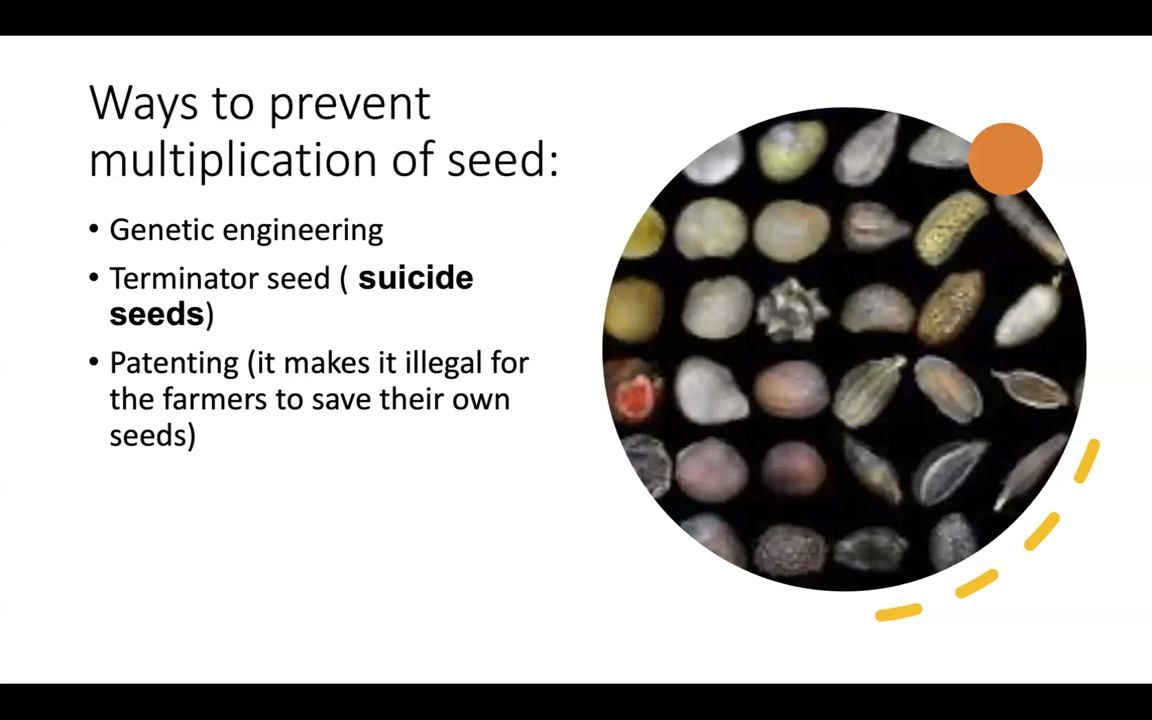 Ways to prevent
multiplication of seed:
• Genetic engineering
• Terminator seed ( suicide
seeds)
• Patenting (it makes it illegal for
the farmers to save their own
seeds)